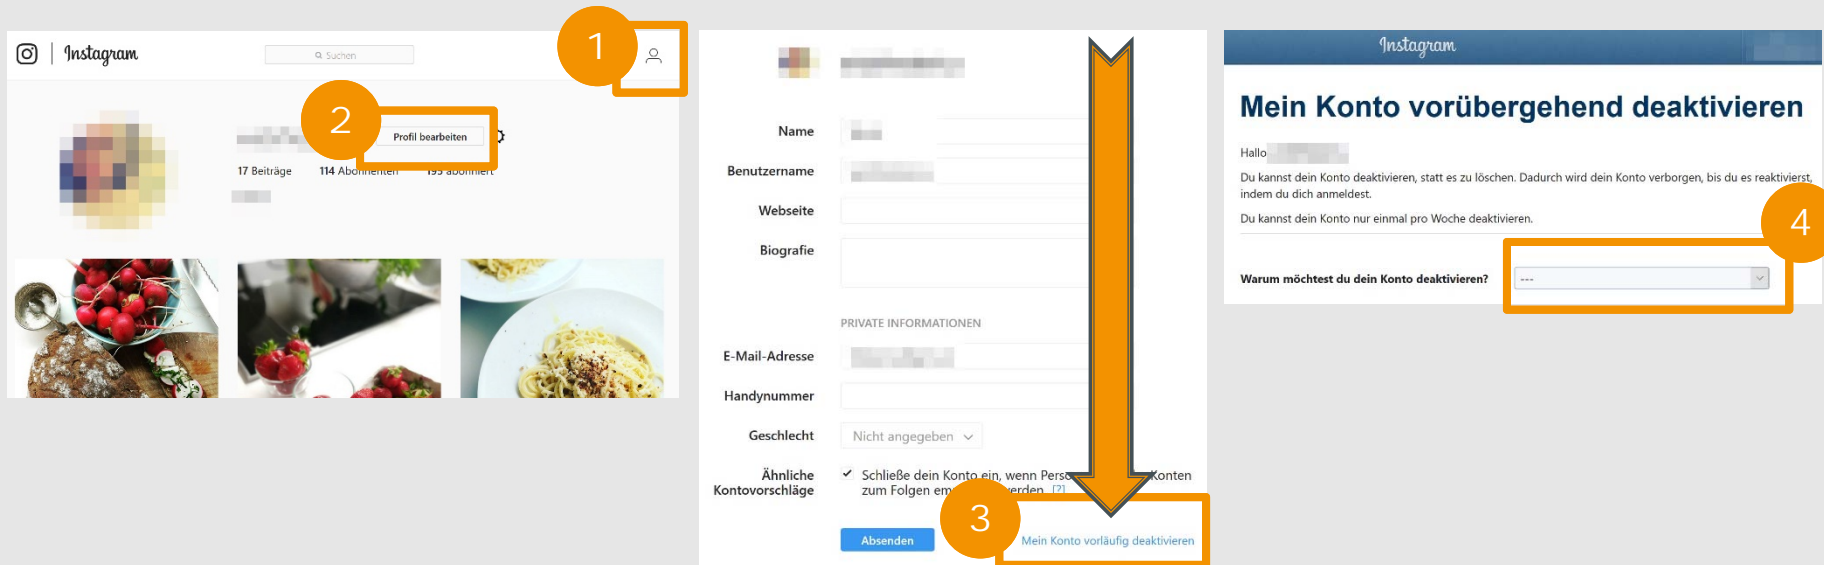 Instagram
Suchen
1
2
Profil bearbeiten
17 Beiträge 114 Abonnenten 195 abonniert
Name
Benutzername
Webseite
Biografie
PRIVATE INFORMATIONEN
E-Mail-Adresse
Handynummer
Geschlecht Nicht angegeben
Ähnliche Kontovorschläge
Schließe dein Konto ein, wenn Konten
zum Folgen werden. [?]
3
Absenden
Mein Konto vorläufig deaktivieren
Instagram
Mein Konto vorübergehend deaktivieren
Hallo
Du kannst dein Konto deaktivieren, statt es zu löschen. Dadurch wird dein Konto verborgen, bis du es reaktivierst,
indem du dich anmeldest.
Du kannst dein Konto nur einmal pro Woche deaktivieren.
4
Warum möchtest du dein Konto deaktivieren? ---